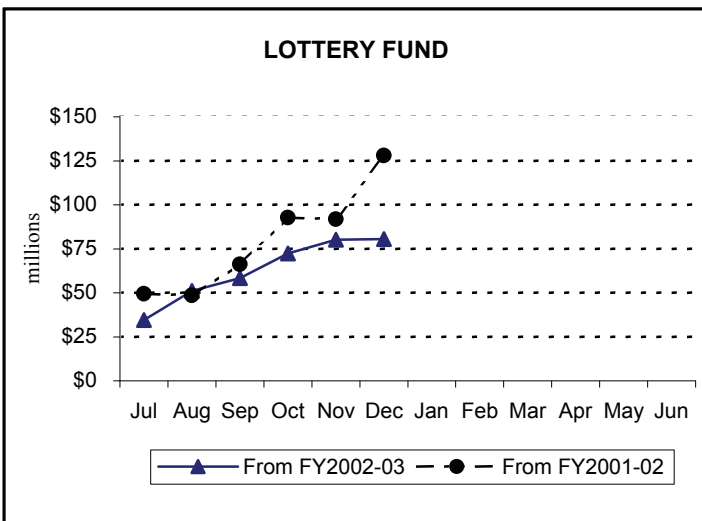 LOTTERY FUND
$150
$125
$100
$75
$50
$25
$0
millions
Jul Aug Sep Oct Nov Dec Jan Feb Mar Apr May Jun
From FY2002-03 From FY2001-02